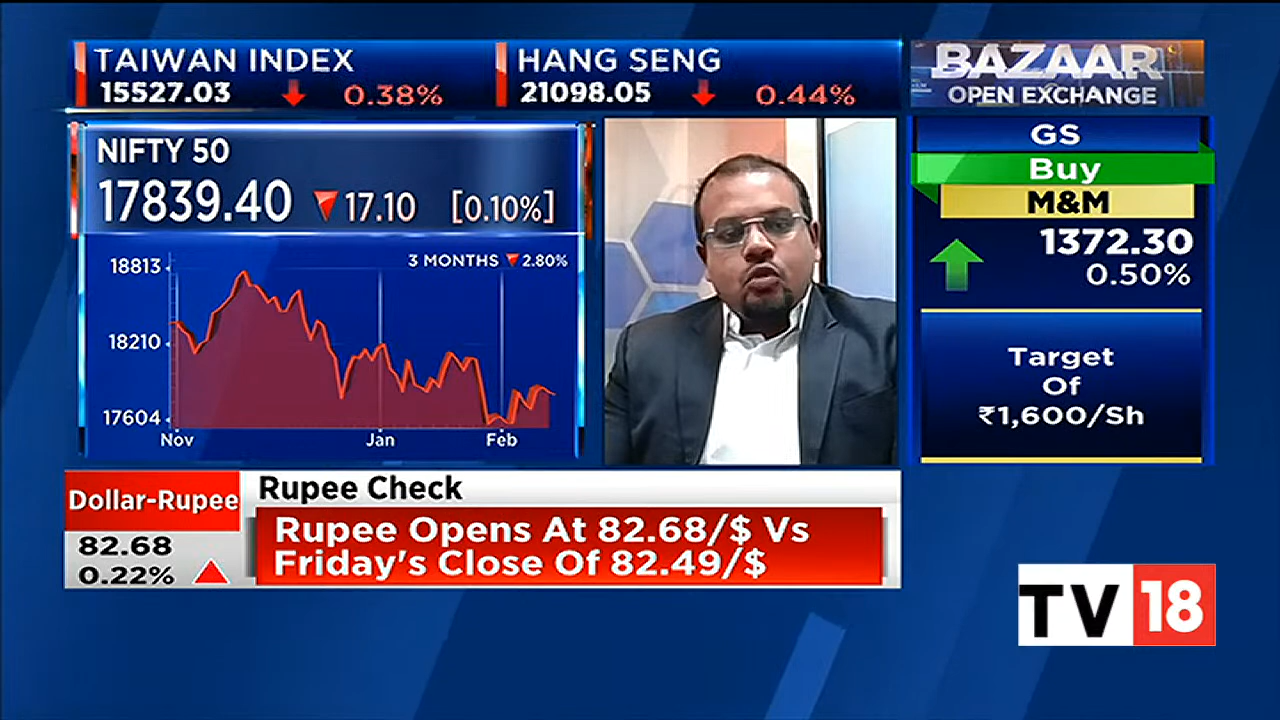 TAIWAN INDEX
15527.03 0.38%
HANG SENG
21098.05 0.44%
BAZAAR
OPEN EXCHANGE
NIFTY 50
17839.40 17.10 [0.10%]
3 MONTHS 2.80%
18813
18210
17604
Nov Jan Feb
GS
Buy
M&M
1372.30
0.50%
Target
Of
₹1,600/Sh
Dollar-Rupee
82.68
0.22%
Rupee Check
Rupee Opens At 82.68/$ Vs
Friday's Close Of 82.49/$
TV18